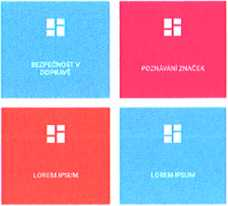 BEZPEČNOST V
DOPRAVĚ
POZNÁVÁNÍ ZNAČEK
LOREM IPSUM
LOREM IPSUM